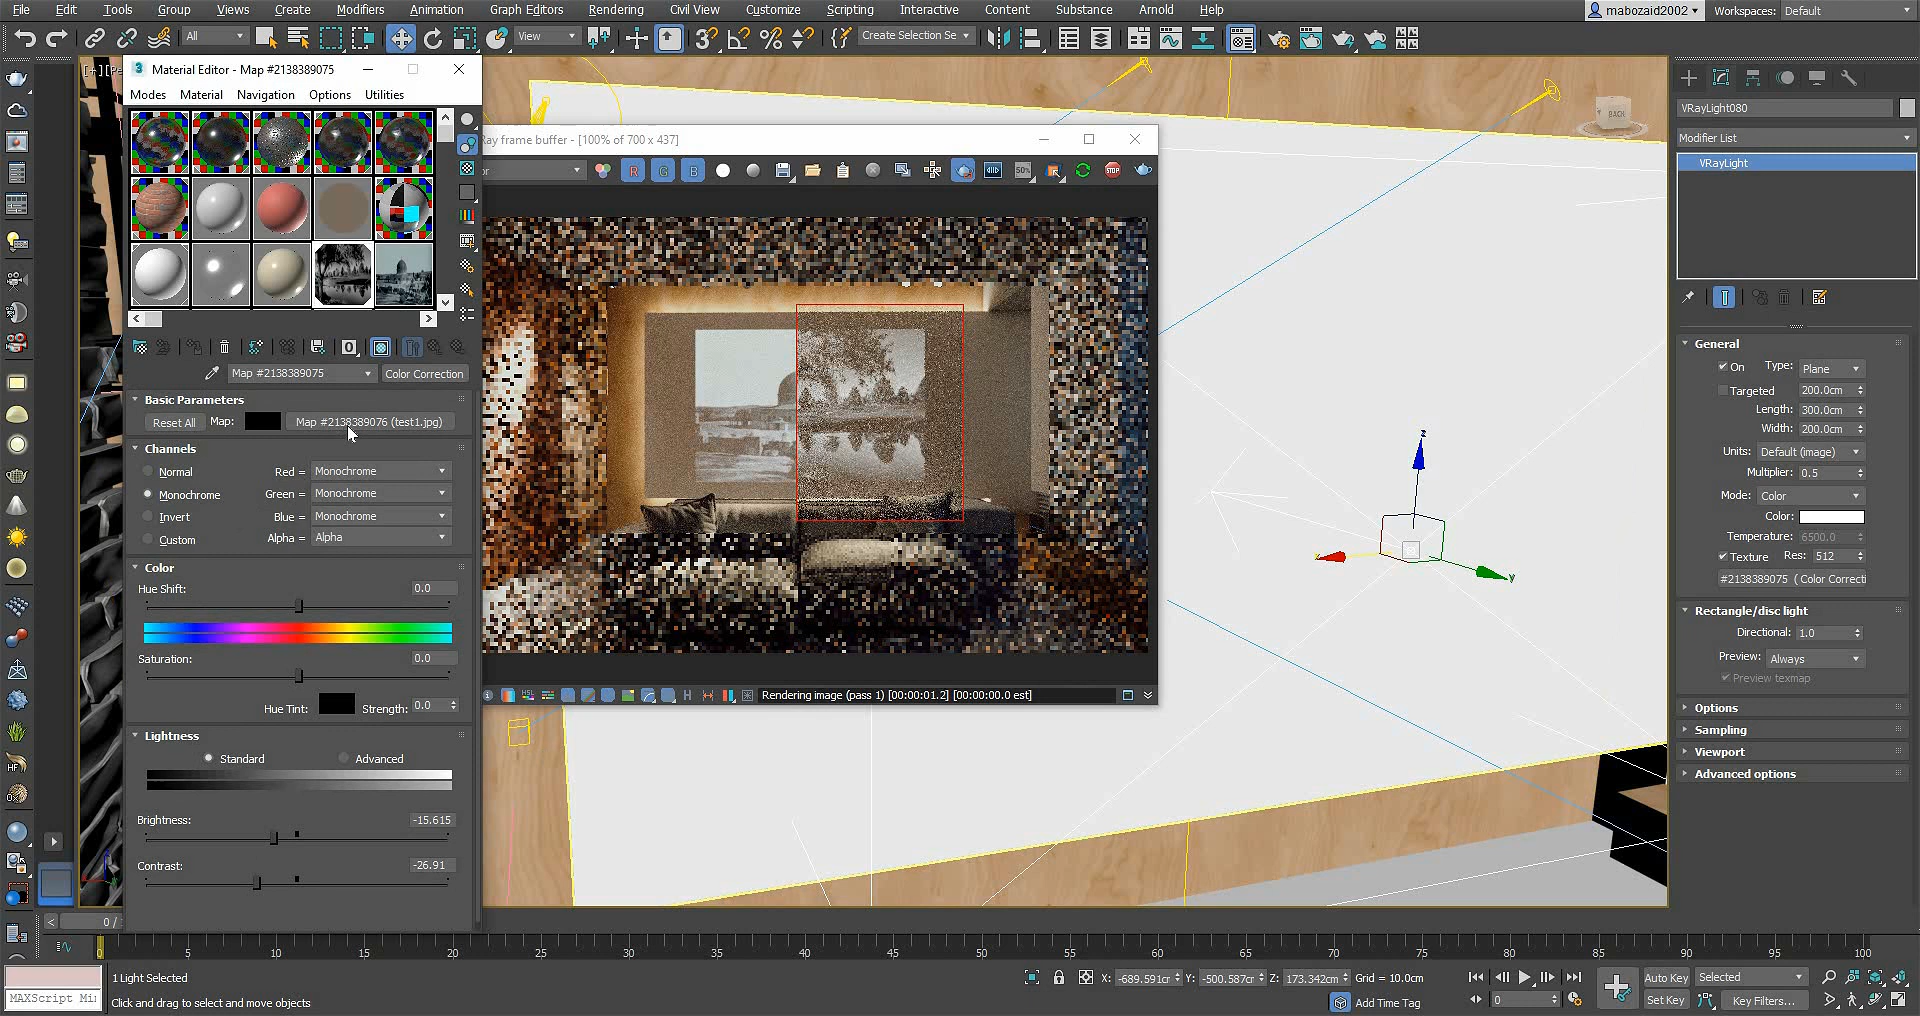 File Edit Tools Group Views Create Modifiers Animation Graph Editors Rendering Civil View Customize Scripting Interactive Content Substance Arnold Help mabozaid2002 Workspaces: Default
All View Create Selection Se
[+][Pe
3 Material Editor - Map #2138389075
Modes Material Navigation Options Utilities
Ray frame buffer - [100% of 700 x 437]
R G B 50% STOP
BACK
VRayLight080
Modifier List
VRayLight
Map #2138389075 Color Correction
Basic Parameters
Reset All Map: Map #2138389076 (test1.jpg)
Channels
Normal Red = Monochrome
Monochrome Green = Monochrome
Invert Blue = Monochrome
Custom Alpha = Alpha
Color
Hue Shift: 0.0
Saturation: 0.0
Hue Tint: Strength: 0.0
Lightness
Standard Advanced
Brightness: -15.615
Contrast: -26.91
Rendering image (pass 1) [00:00:01.2] [00:00:00.0 est]
z
x
y
General
On Type: Plane
Targeted 200.0cm
Length: 300.0cm
Width: 200.0cm
Units: Default (image)
Multiplier: 0.5
Mode: Color
Color:
Temperature: 6500.0
Texture Res: 512
#2138389075 ( Color Correcti
Rectangle/disc light
Directional: 1.0
Preview: Always
Preview texmap
Options
Sampling
Viewport
Advanced options
< 0 /
0 5 10 15 20 25 30 35 40 45 50 55 60 65 70 75 80 85 90 95 100
1 Light Selected
Click and drag to select and move objects
MAXScript Mi
X: -689.591cr Y: -500.587cr Z: 173.342cm Grid = 10.0cm
Add Time Tag
0
Auto Key Selected
Set Key Key Filters...